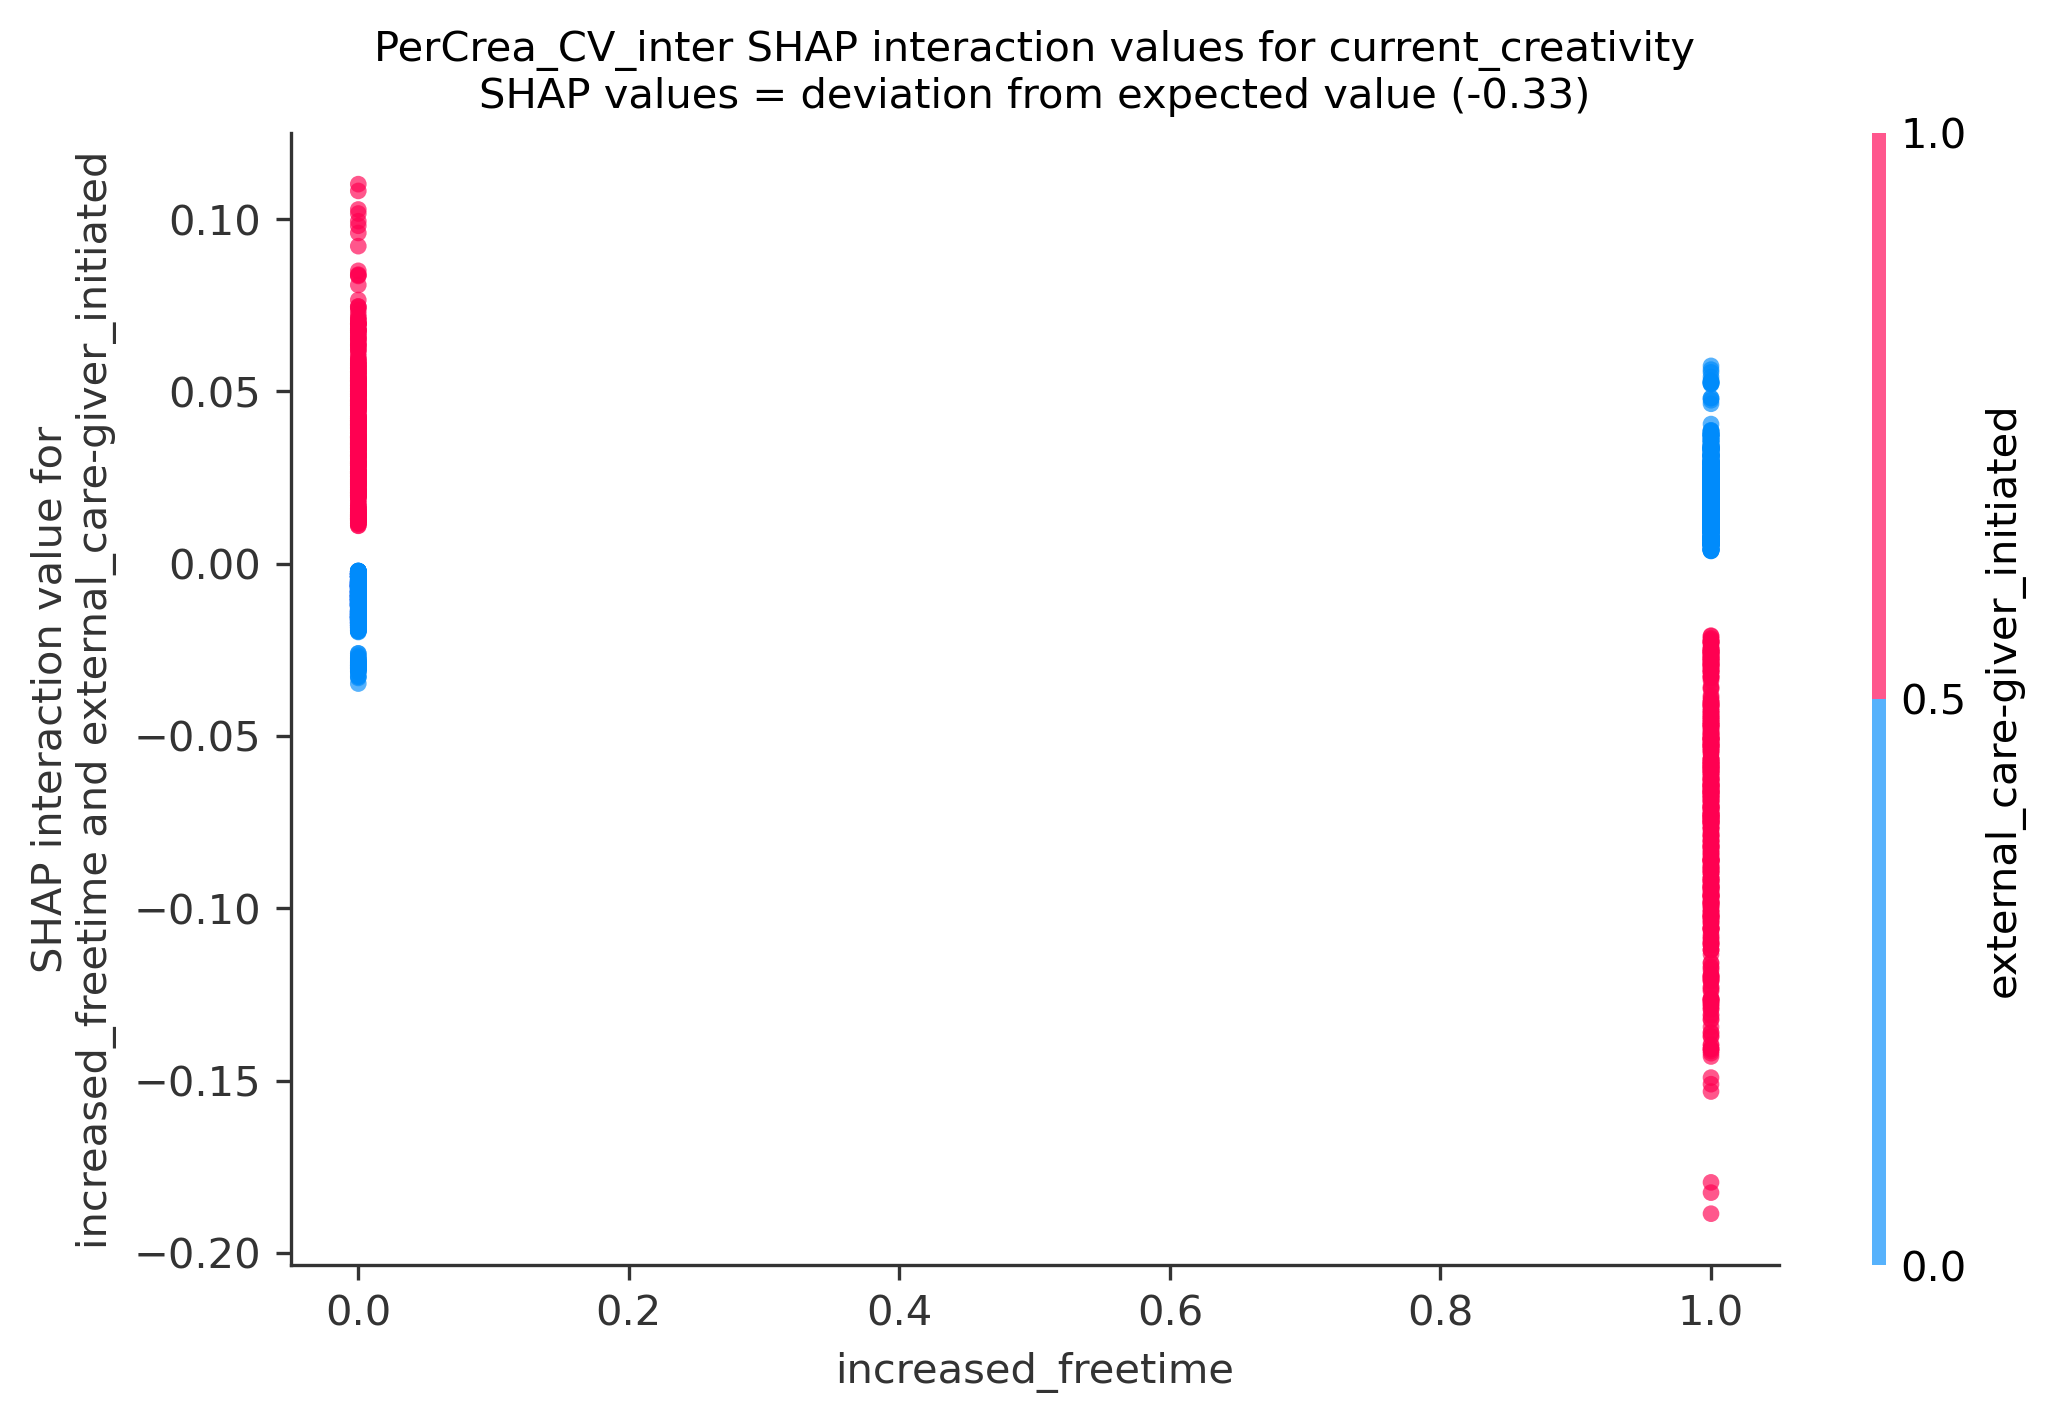 PerCrea_CV_inter SHAP interaction values for current_creativity
SHAP values = deviation from expected value (-0.33)
SHAP interaction value for
increased_freetime and external_care-giver_initiated
0.10
0.05
0.00
−0.05
−0.10
−0.15
−0.20
0.0
0.2
0.4
0.6
0.8
1.0
increased_freetime
1.0
0.5
0.0
external_care-giver_initiated